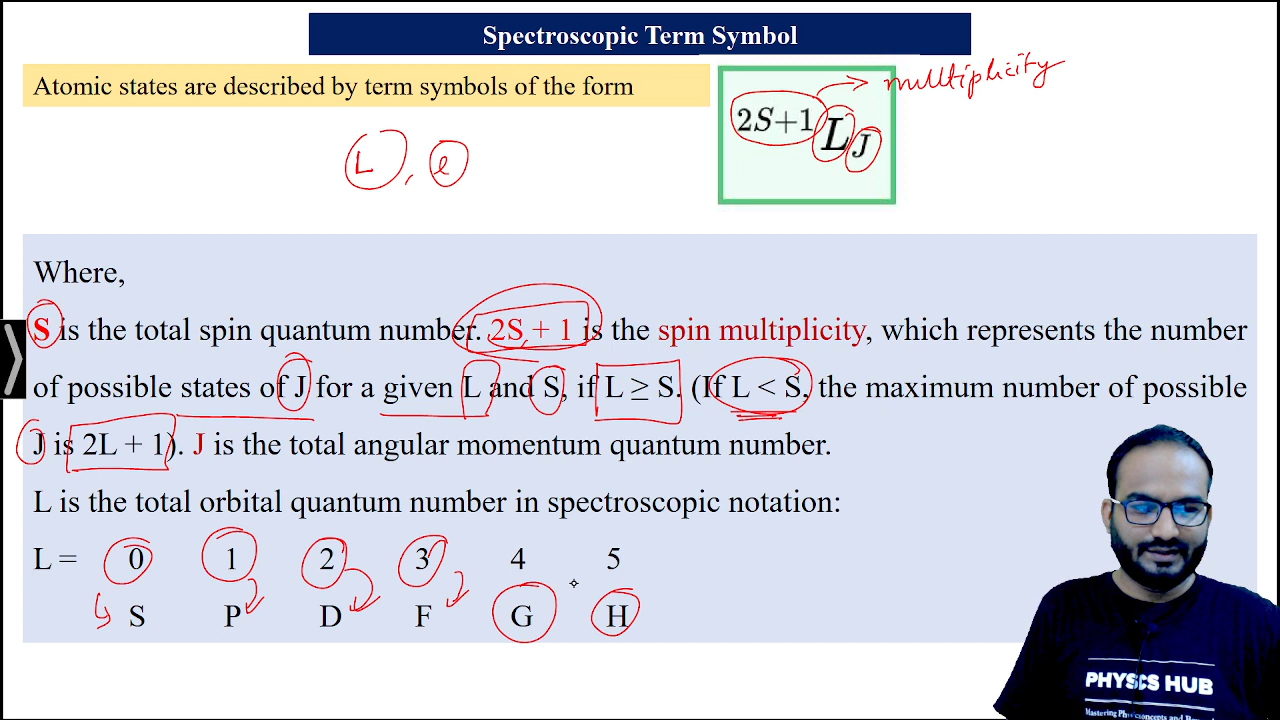 Spectroscopic Term Symbol
Atomic states are described by term symbols of the form
2S+1LJ
multiplicity
L, l
Where,
S is the total spin quantum number. 2S + 1 is the spin multiplicity, which represents the number
of possible states of J for a given L and S, if L ≥ S. (If L < S, the maximum number of possible
J is 2L + 1). J is the total angular momentum quantum number.
L is the total orbital quantum number in spectroscopic notation:
L = 0 1 2 3 4 5
S P D F G H
PHYSICS HUB